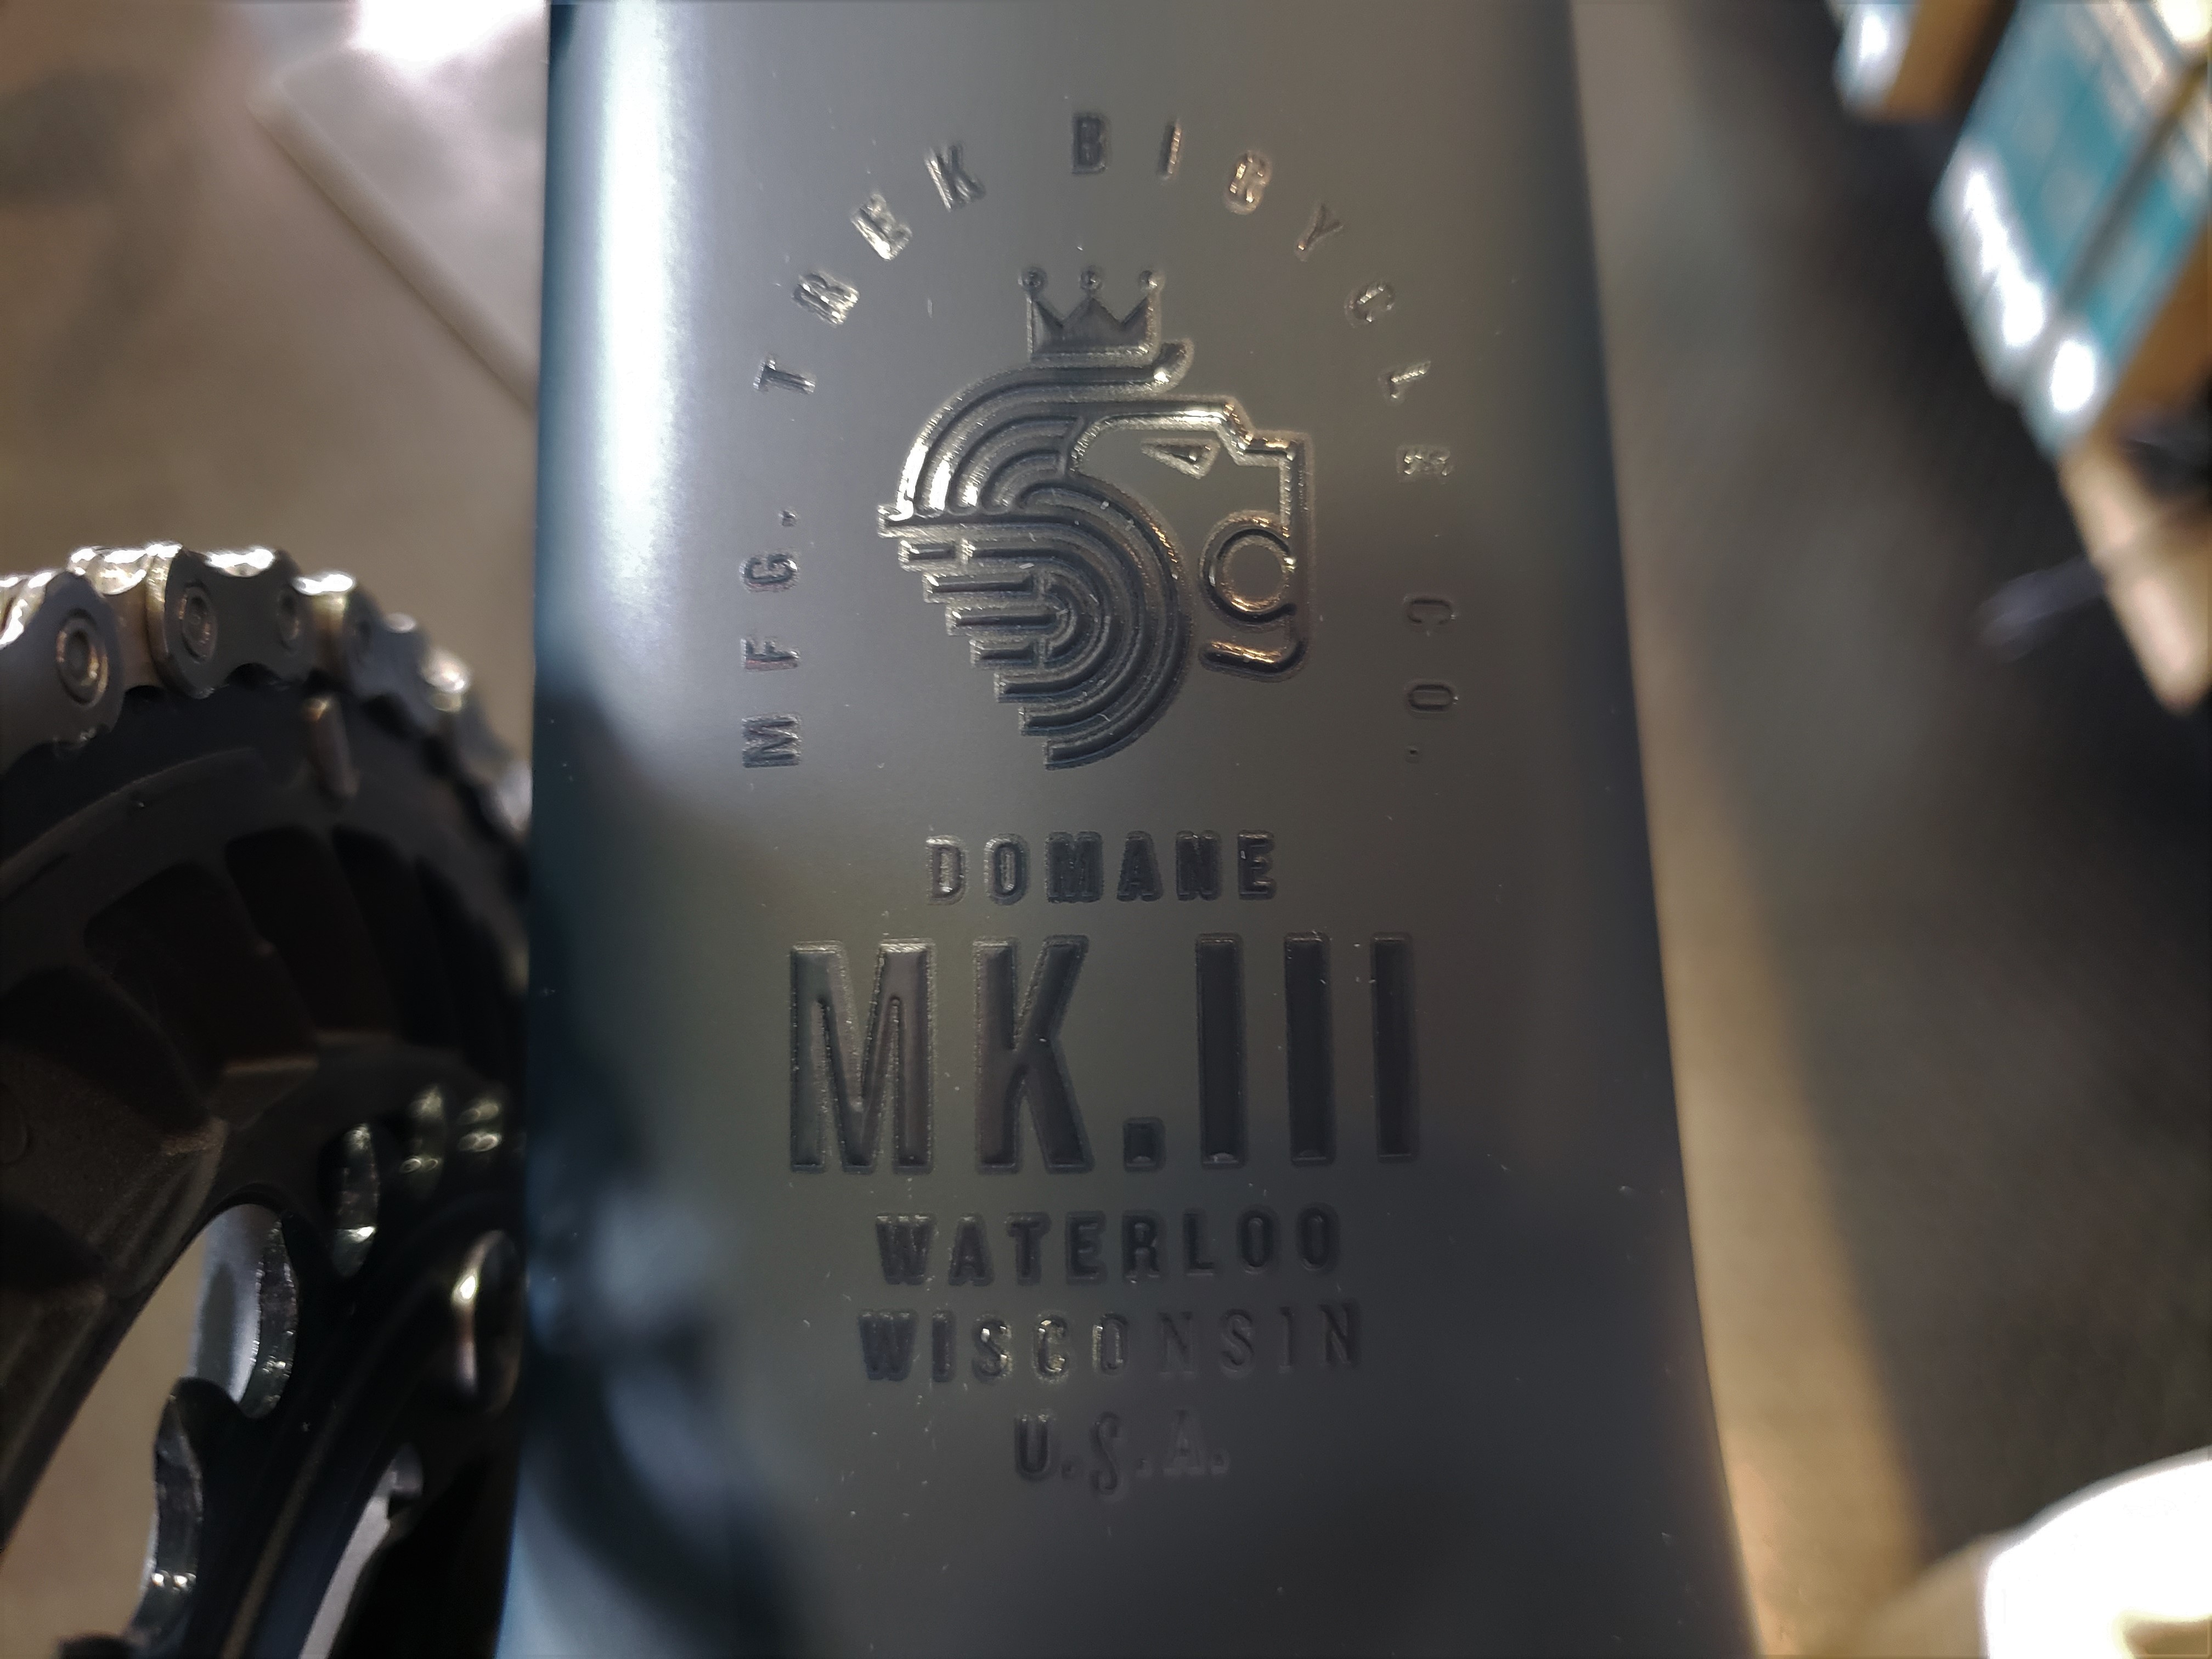 MFG. TREK BICYCLE CO.
DOMANE
MK.III
WATERLOO
WISCONSIN
U.S.A.